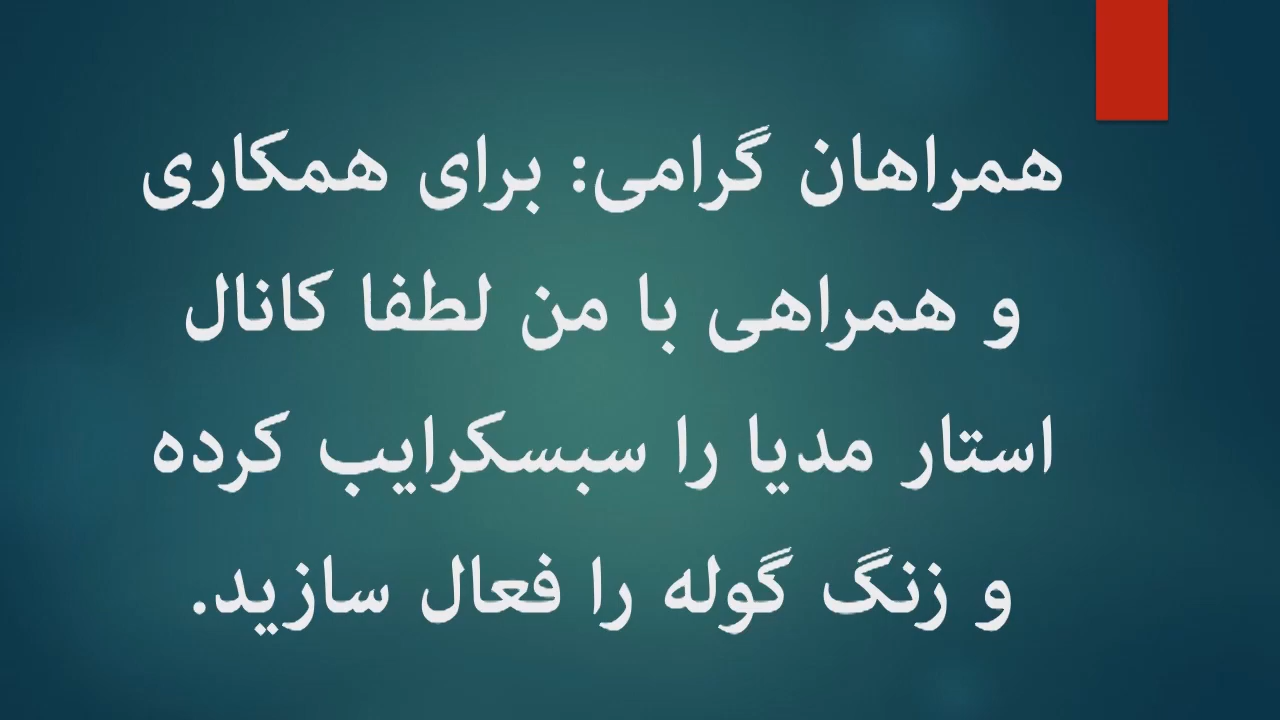 همراهان گرامی: برای همکاری
و همراهی با من لطفا کانال
استار مدیا را سبسکرایب کرده
و زنگ گوله را فعال سازید.